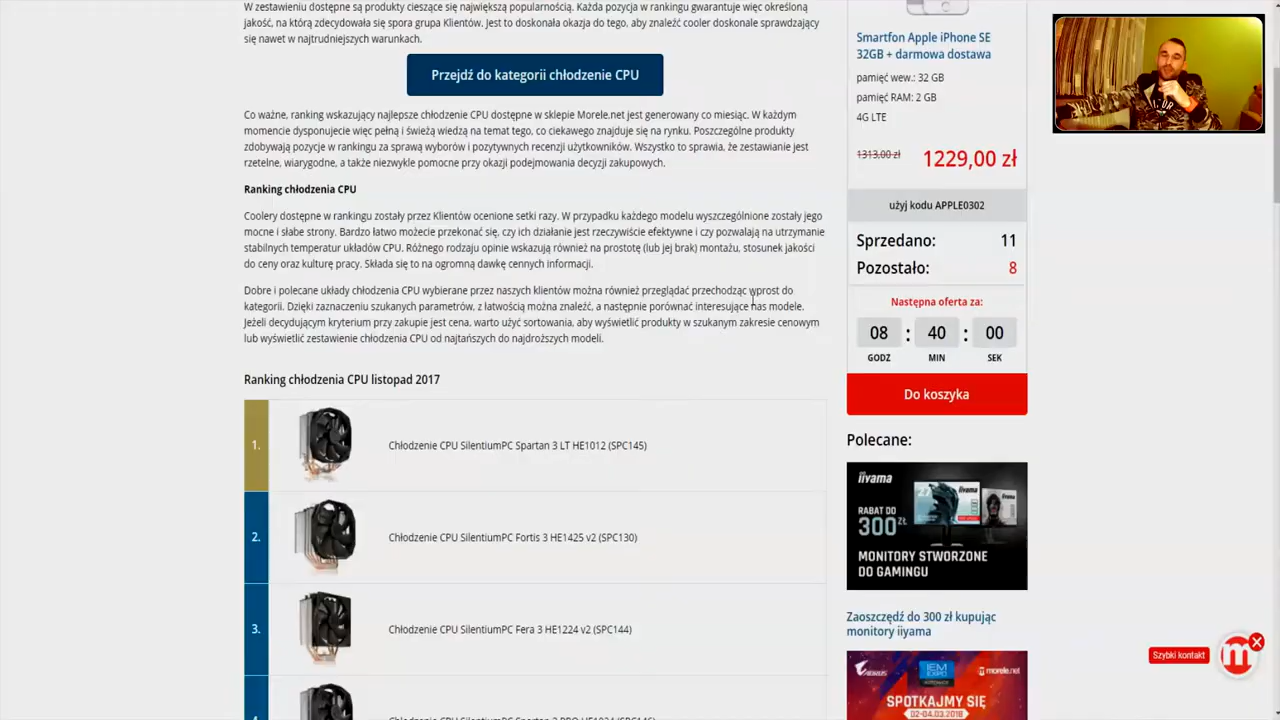 W zestawieniu dostępne są produkty cieszące się największą popularnością. Każda pozycja w rankingu gwarantuje więc określoną
jakość, na którą zdecydowała się spora grupa Klientów. Jest to doskonała okazja do tego, aby znaleźć cooler doskonale sprawdzający
się nawet w najtrudniejszych warunkach.
Przejdź do kategorii chłodzenie CPU
Co ważne, ranking wskazujący najlepsze chłodzenie CPU dostępne w sklepie Morele.net jest generowany co miesiąc. W każdym
momencie dysponujecie więc pełną i świeżą wiedzą na temat tego, co ciekawego znajduje się na rynku. Poszczególne produkty
zdobywają pozycje w rankingu za sprawą wyborów i pozytywnych recenzji użytkowników. Wszystko to sprawia, że zestawianie jest
rzetelne, wiarygodne, a także niezwykle pomocne przy okazji podejmowania decyzji zakupowych.
Ranking chłodzenia CPU
Coolery dostępne w rankingu zostały przez Klientów ocenione setki razy. W przypadku każdego modelu wyszczególnione zostały jego
mocne i słabe strony. Bardzo łatwo możecie przekonać się, czy ich działanie jest rzeczywiście efektywne i czy pozwalają na utrzymanie
stabilnych temperatur układów CPU. Różnego rodzaju opinie wskazują również na prostotę (lub jej brak) montażu, stosunek jakości
do ceny oraz kulturę pracy. Składa się to na ogromną dawkę cennych informacji.
Dobre i polecane układy chłodzenia CPU wybierane przez naszych klientów można również przeglądać przechodząc wprost do
kategorii. Dzięki zaznaczeniu szukanych parametrów, z łatwością można znaleźć, a następnie porównać interesujące nas modele.
Jeżeli decydującym kryterium przy zakupie jest cena, warto użyć sortowania, aby wyświetlić produkty w szukanym zakresie cenowym
lub wyświetlić zestawienie chłodzenia CPU od najtańszych do najdroższych modeli.
Ranking chłodzenia CPU listopad 2017
1. Chłodzenie CPU SilentiumPC Spartan 3 LT HE1012 (SPC145)
2. Chłodzenie CPU SilentiumPC Fortis 3 HE1425 v2 (SPC130)
3. Chłodzenie CPU SilentiumPC Fera 3 HE1224 v2 (SPC144)
Smartfon Apple iPhone SE
32GB + darmowa dostawa
pamięć wew.: 32 GB
pamięć RAM: 2 GB
4G LTE
1313,00 zł 1229,00 zł
użyj kodu APPLE0302
Sprzedano: 11
Pozostało: 8
Następna oferta za:
08 : 40 : 00
GODZ MIN SEK
Do koszyka
Polecane:
iiyama
RABAT DO
300 ZŁ
MONITORY STWORZONE
DO GAMINGU
Zaoszczędź do 300 zł kupując
monitory iiyama
AORUS IEM EXPO morele.net
SPOTKAJMY SIĘ
02-04.03.2018
Szybki kontakt
m